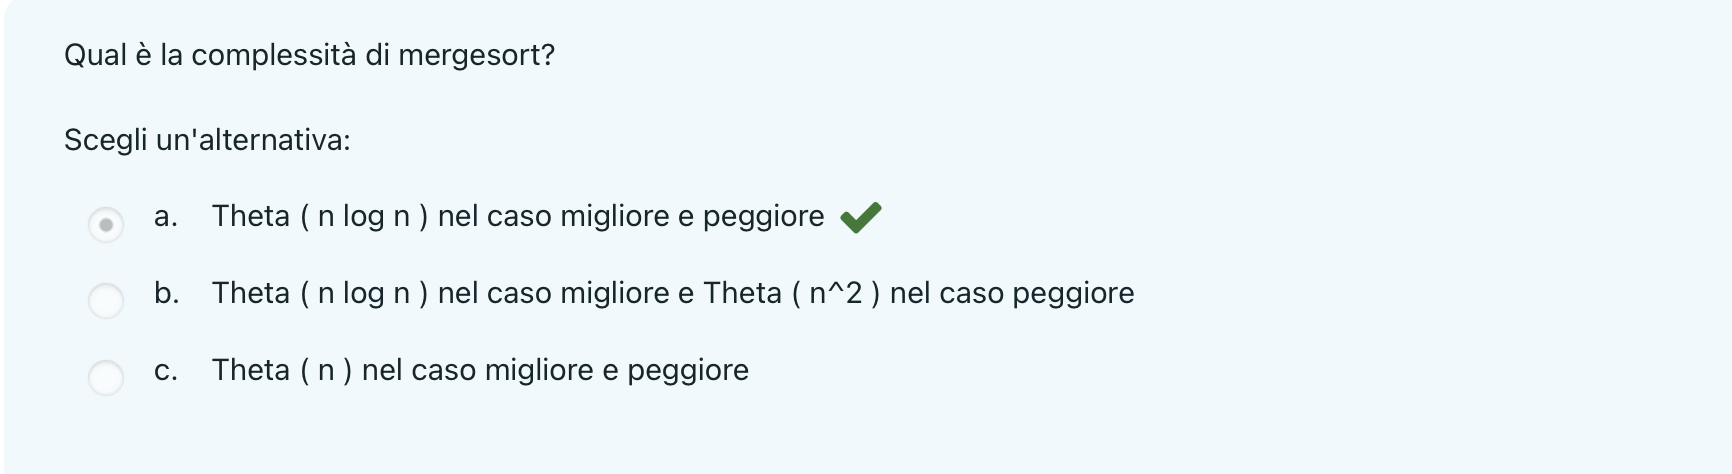 Qual è la complessità di mergesort?
Scegli un'alternativa:
a. Theta ( n log n ) nel caso migliore e peggiore
b. Theta ( n log n ) nel caso migliore e Theta ( n^2 ) nel caso peggiore
c. Theta ( n ) nel caso migliore e peggiore